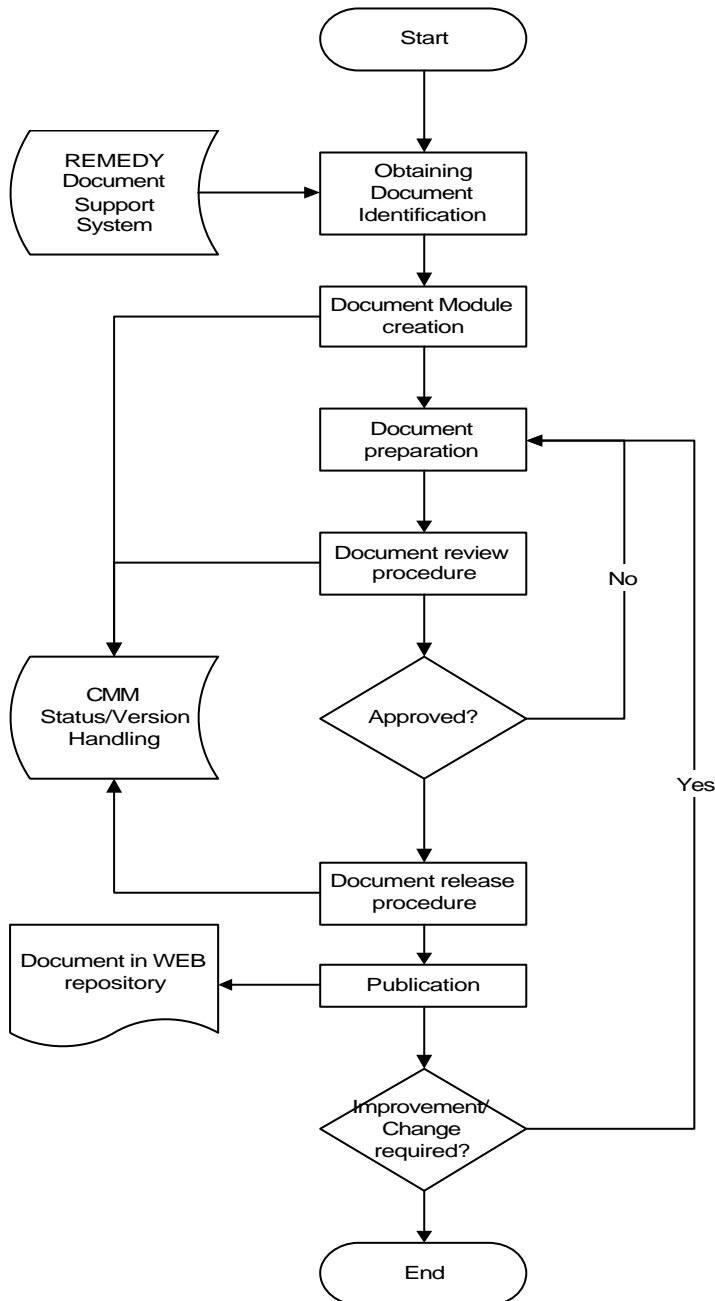 Start
REMEDY
Document
Support
System
Obtaining
Document
Identification
Document Module
creation
Document
preparation
Document review
procedure
No
CMM
Status/Version
Handling
Approved?
Yes
Document release
procedure
Document in WEB
repository
Publication
Improvement/
Change
required?
End